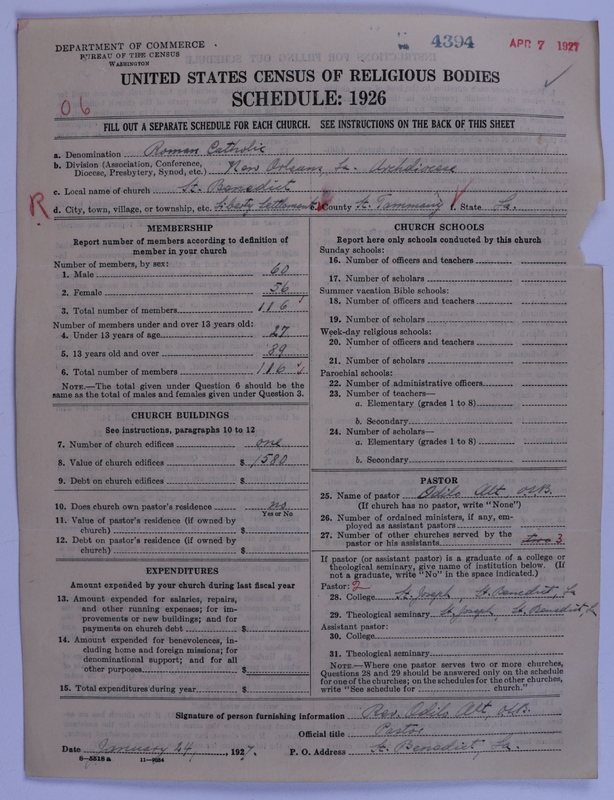 DEPARTMENT OF COMMERCE
BUREAU OF THE CENSUS
WASHINGTON
4394
APR 7 1927
UNITED STATES CENSUS OF RELIGIOUS BODIES
SCHEDULE: 1926
06
FILL OUT A SEPARATE SCHEDULE FOR EACH CHURCH. SEE INSTRUCTIONS ON THE BACK OF THIS SHEET
a. Denomination Roman Catholic
b. Division (Association, Conference, Diocese, Presbytery, Synod, etc.) New Orleans La. Archdiocese
c. Local name of church St. Benedict
R d. City, town, village, or township, etc. Liberty Settlement e. County St. Tammany f. State La.
MEMBERSHIP
Report number of members according to definition of
member in your church
Number of members, by sex:
1. Male 60
2. Female 56
3. Total number of members 116
Number of members under and over 13 years old:
4. Under 13 years of age 27
5. 13 years old and over 89
6. Total number of members 116
NOTE.—The total given under Question 6 should be the
same as the total of males and females given under Question 3.
CHURCH BUILDINGS
See instructions, paragraphs 10 to 12
7. Number of church edifices one
8. Value of church edifices $ 1580
9. Debt on church edifices $
10. Does church own pastor's residence? no
Yes or No
11. Value of pastor's residence (if owned by
church) $
12. Debt on pastor's residence (if owned by
church) $
EXPENDITURES
Amount expended by your church during last fiscal year
13. Amount expended for salaries, repairs,
and other running expenses; for im-
provements or new buildings; and for
payments on church debt $
14. Amount expended for benevolences, in-
cluding home and foreign missions; for
denominational support; and for all
other purposes $
15. Total expenditures during year $
CHURCH SCHOOLS
Report here only schools conducted by this church
Sunday schools:
16. Number of officers and teachers
17. Number of scholars
Summer vacation Bible schools:
18. Number of officers and teachers
19. Number of scholars
Week-day religious schools:
20. Number of officers and teachers
21. Number of scholars
Parochial schools:
22. Number of administrative officers
23. Number of teachers—
a. Elementary (grades 1 to 8)
b. Secondary
24. Number of scholars—
a. Elementary (grades 1 to 8)
b. Secondary
PASTOR
25. Name of pastor Odilo Alt O.S.B.
(If church has no pastor, write "None")
26. Number of ordained ministers, if any, em-
ployed as assistant pastors
27. Number of other churches served by the
pastor or his assistants 3
If pastor (or assistant pastor) is a graduate of a college or
theological seminary, give name of institution below. (If
not a graduate, write "No" in the space indicated.)
Pastor: 2
28. College St. Joseph, St. Benedict, La
29. Theological seminary St. Joseph, St. Benedict, La
Assistant pastor:
30. College
31. Theological seminary
NOTE.—Where one pastor serves two or more churches,
Questions 28 and 29 should be answered only on the schedule
for one of the churches; on the schedules for the other churches,
write "See schedule for church."
Signature of person furnishing information Rev. Odilo Alt, O.S.B.
Official title Pastor
Date January 24, 1927. P. O. Address St. Benedict, La.
8-5318 a 11-9564